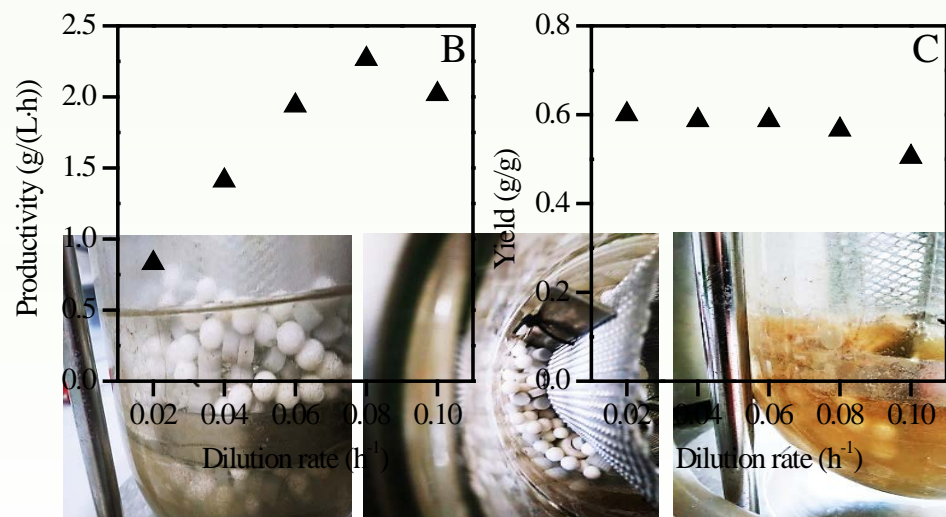 B
Productivity (g/(L·h))
2.5
2.0
1.5
1.0
0.5
0.0
0.02 0.04 0.06 0.08 0.10
Dilution rate (h⁻¹)
C
Yield (g/g)
0.8
0.6
0.4
0.2
0.0
0.02 0.04 0.06 0.08 0.10
Dilution rate (h⁻¹)